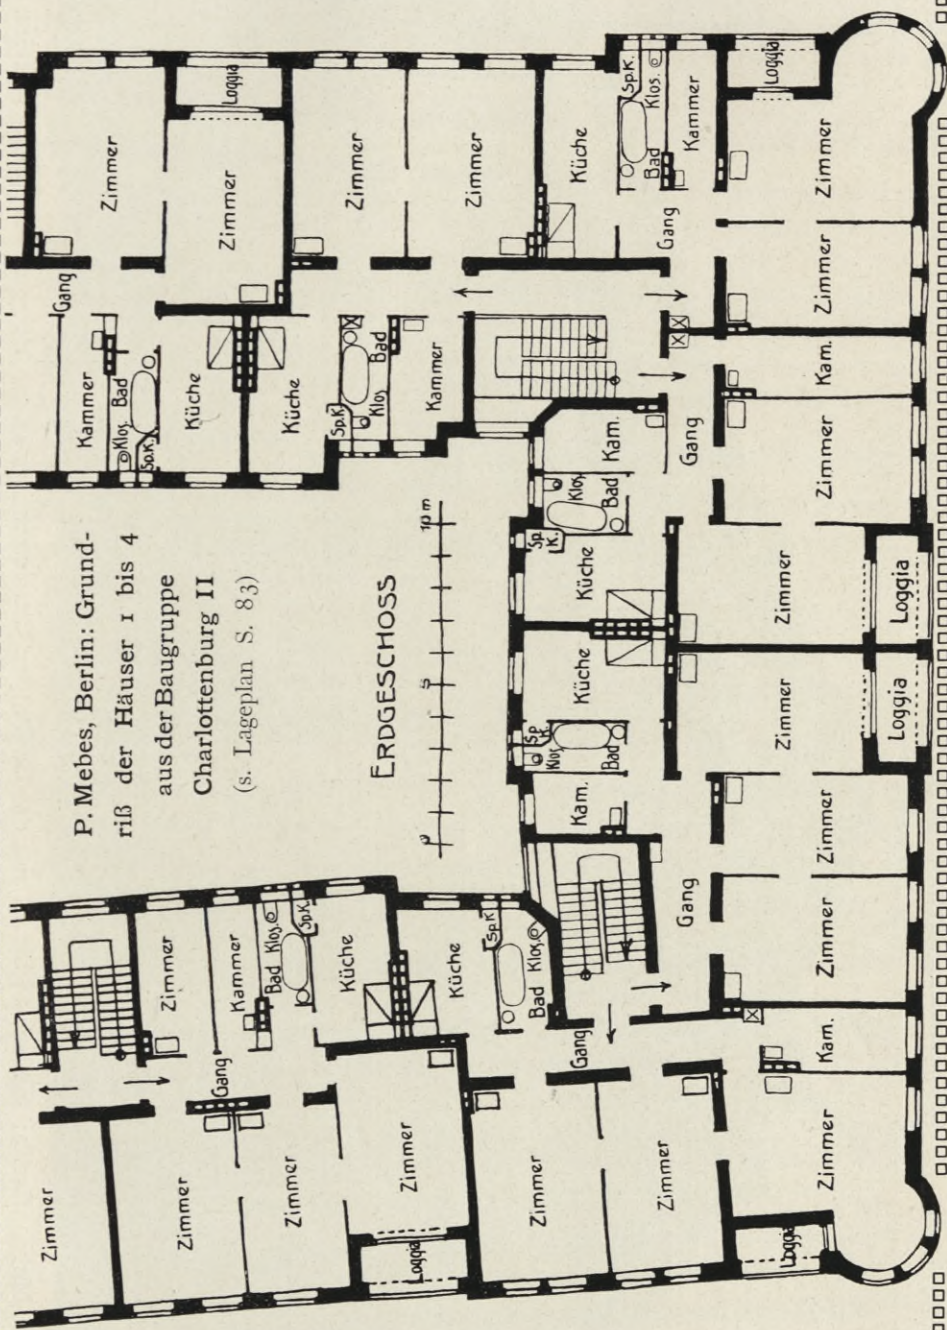 P. Mebes, Berlin: Grund-
riß der Häuser 1 bis 4
aus der Baugruppe
Charlottenburg II
(s. Lageplan S. 83)
ERDGESCHOSS
0 5 10 m
Zimmer
Zimmer
Zimmer
Zimmer
Loggia
Gang
Zimmer
Kammer
Bad Klos.
Sp.K.
Küche
Küche
Sp.K
Bad Klos.
Gang
Zimmer
Zimmer
Loggia
Zimmer
Kam.
Gang
Zimmer
Zimmer
Zimmer
Loggia
Kam.
Bad
Klos
Sp.
K.
Küche
Küche
Sp.
K.
Klos
Bad
Kam.
Gang
Zimmer
Loggia
Zimmer
Kam.
Zimmer
Zimmer
Loggia
Gang
Kammer
Bad Klos.
Sp.K.
Küche
Zimmer
Zimmer
Küche
Sp.K.
Klos Bad
Kammer
Küche
Sp.K.
Klos. Bad
Kammer
Gang
Zimmer
Zimmer
Loggia